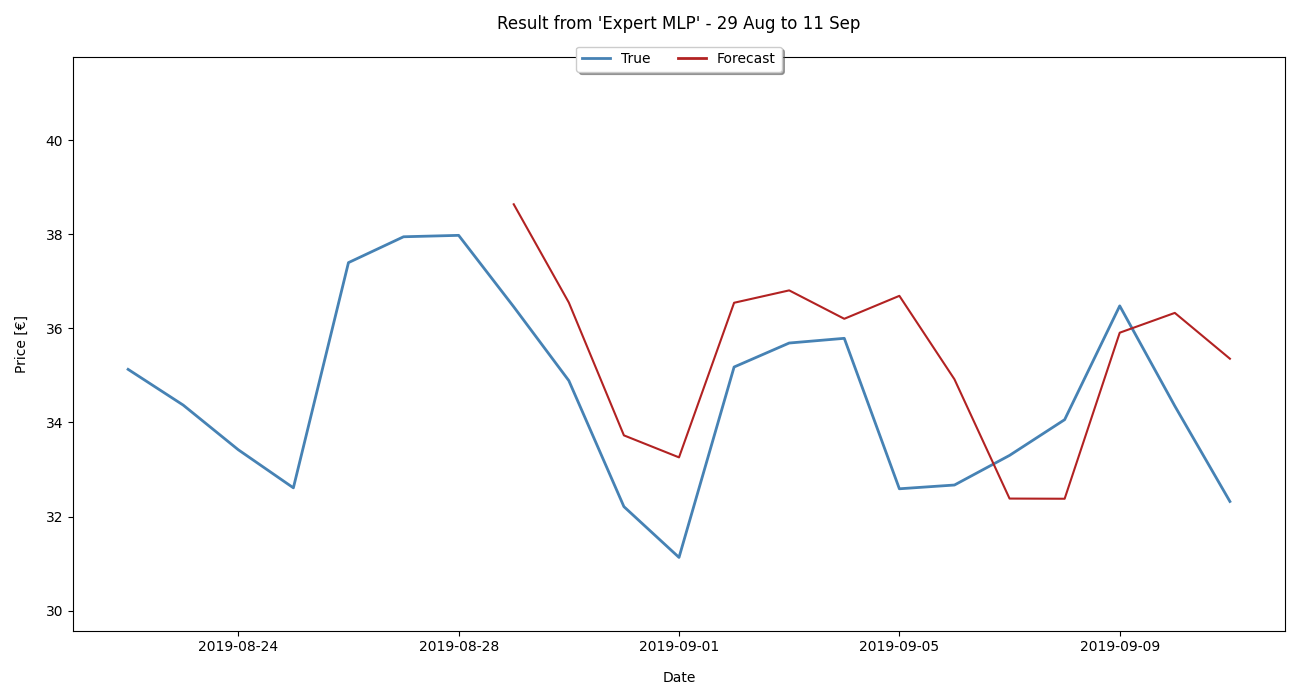 Result from 'Expert MLP' - 29 Aug to 11 Sep
True Forecast
Price [€]
40
38
36
34
32
30
2019-08-24 2019-08-28 2019-09-01 2019-09-05 2019-09-09
Date